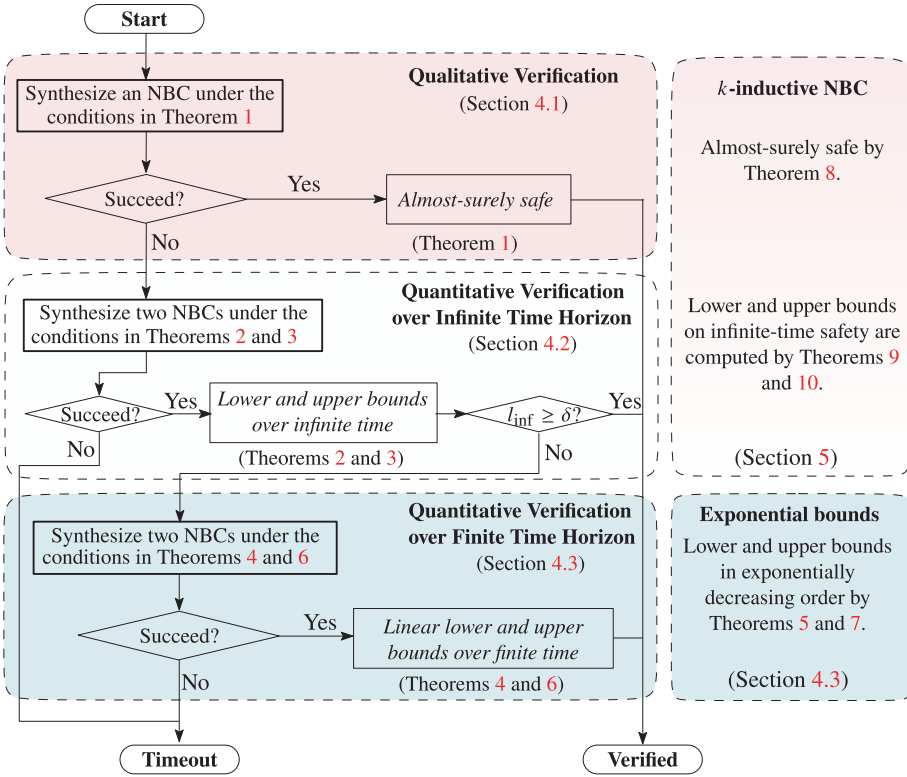 Start
Qualitative Verification
(Section 4.1)
Synthesize an NBC under the
conditions in Theorem 1
Succeed?
Yes
Almost-surely safe
(Theorem 1)
No
Quantitative Verification
over Infinite Time Horizon
(Section 4.2)
Synthesize two NBCs under the
conditions in Theorems 2 and 3
Succeed?
Yes
Lower and upper bounds
over infinite time
(Theorems 2 and 3)
l_inf ≥ δ?
Yes
No
No
Quantitative Verification
over Finite Time Horizon
(Section 4.3)
Synthesize two NBCs under the
conditions in Theorems 4 and 6
Succeed?
Yes
Linear lower and upper
bounds over finite time
(Theorems 4 and 6)
No
Timeout
Verified
k-inductive NBC
Almost-surely safe by
Theorem 8.
Lower and upper bounds
on infinite-time safety are
computed by Theorems 9
and 10.
(Section 5)
Exponential bounds
Lower and upper bounds
in exponentially
decreasing order by
Theorems 5 and 7.
(Section 4.3)